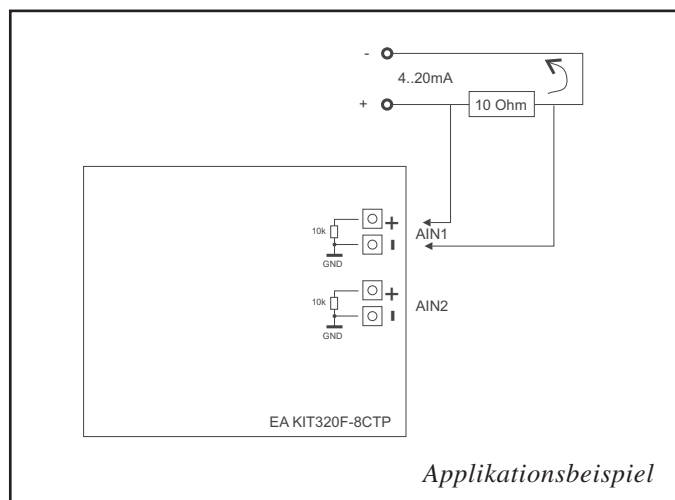 -
4..20mA
+
10 Ohm
+
10k
AIN1
-
GND
+
10k
AIN2
-
GND
EA KIT320F-8CTP
Applikationsbeispiel